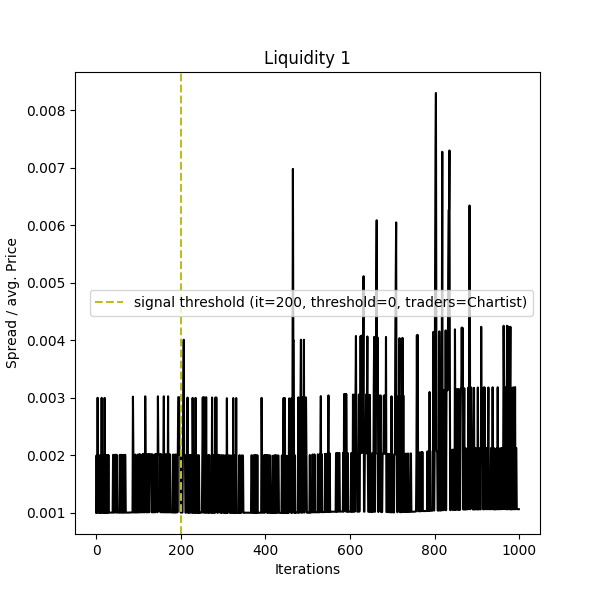 Liquidity 1
0.008
0.007
0.006
0.005
0.004
0.003
0.002
0.001
Spread / avg. Price
signal threshold (it=200, threshold=0, traders=Chartist)
0 200 400 600 800 1000
Iterations